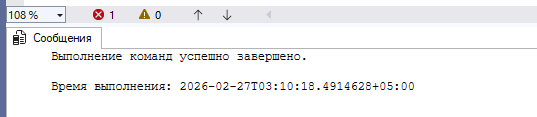 108 % 1 0
Сообщения
Выполнение команд успешно завершено.
Время выполнения: 2026-02-27T03:10:18.4914628+05:00